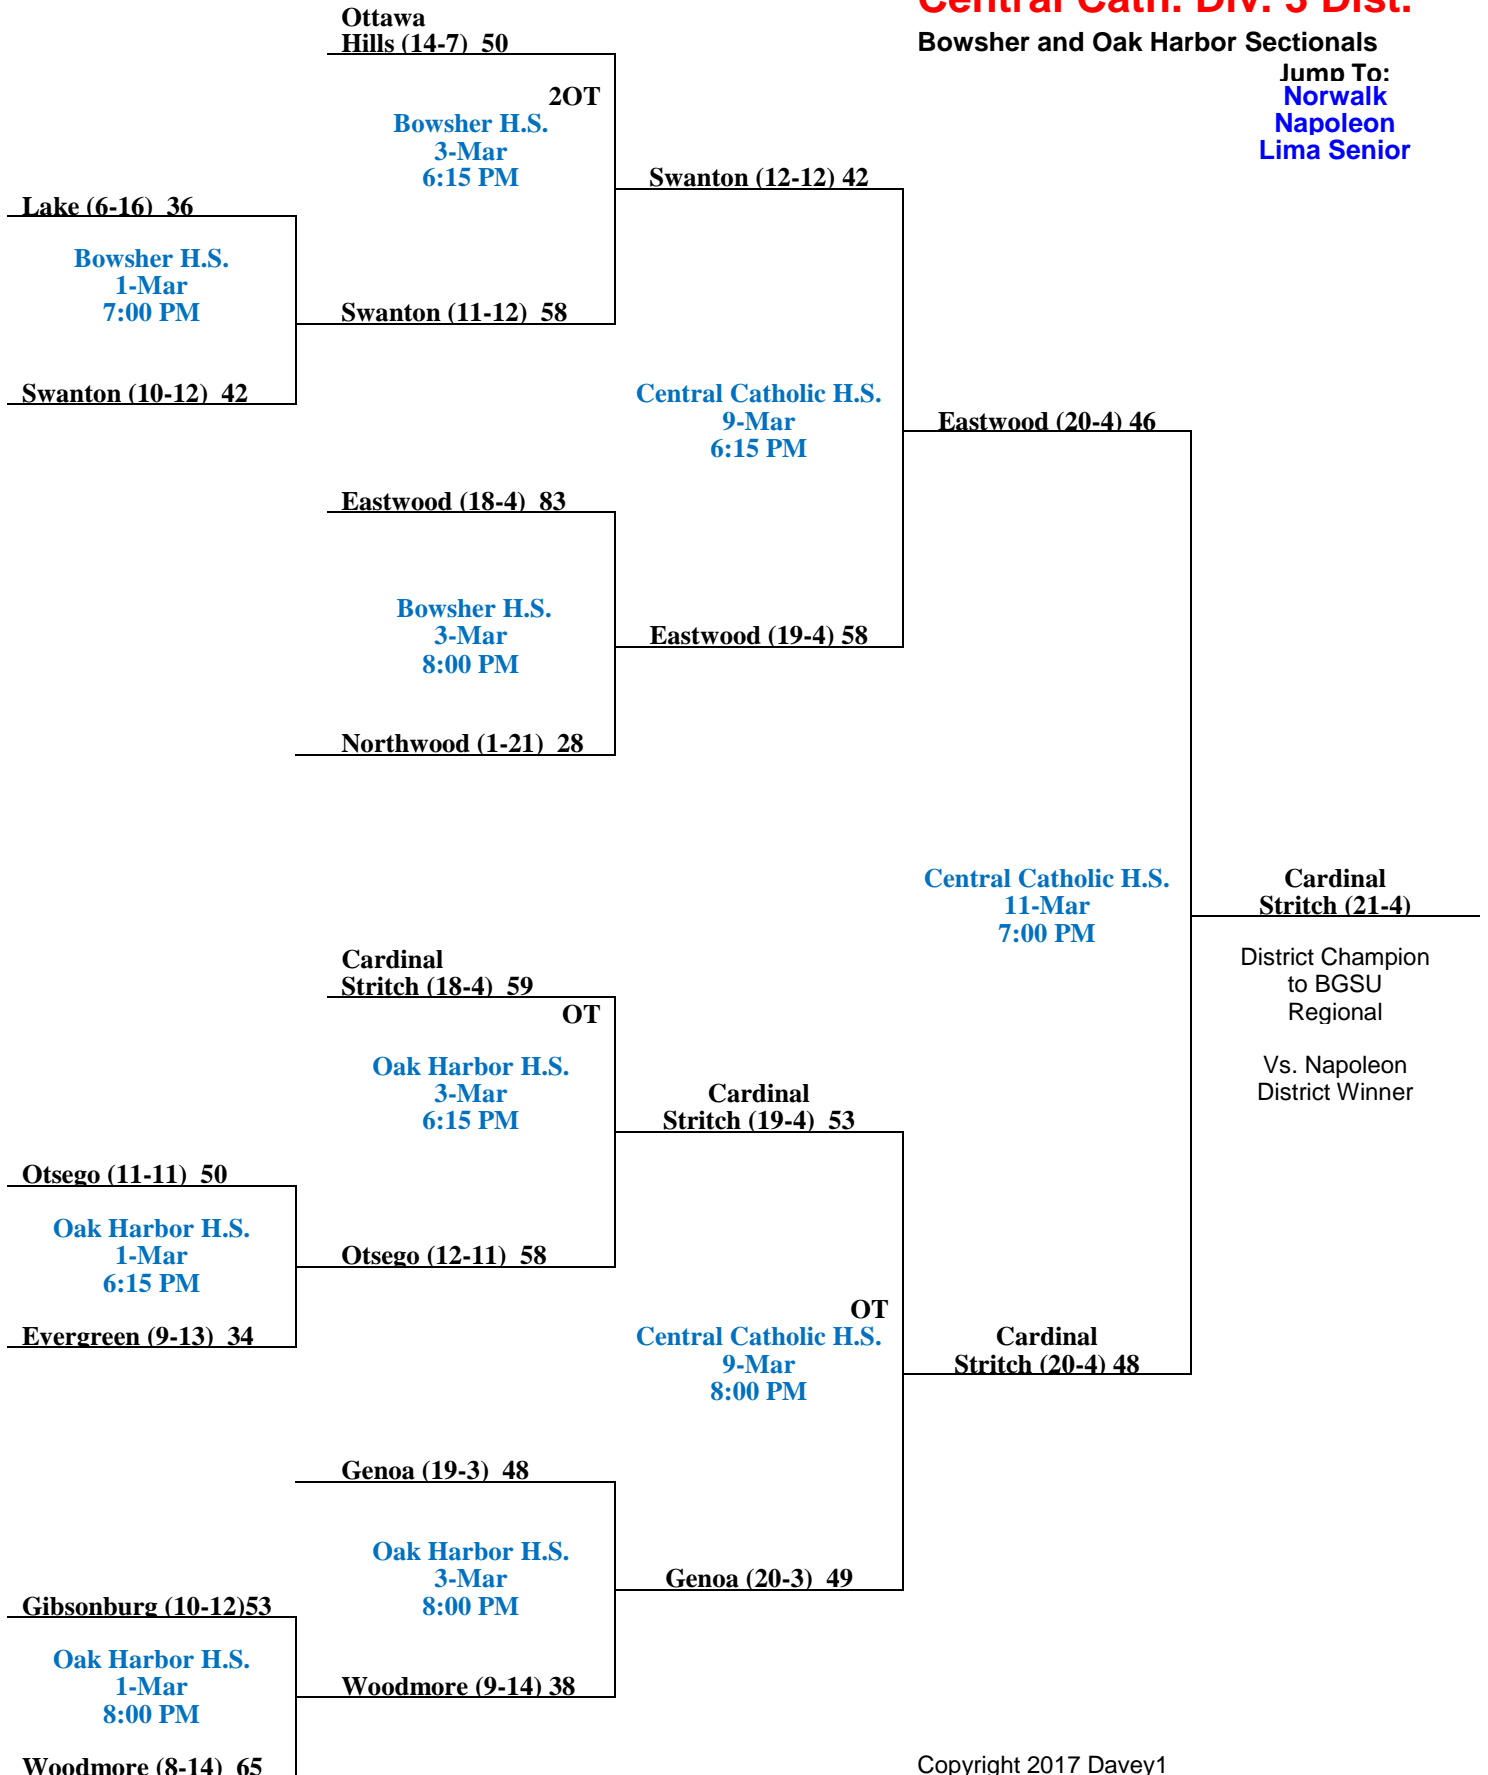 Central Cath. Div. 3 Dist.
Bowsher and Oak Harbor Sectionals
Jump To:
Norwalk
Napoleon
Lima Senior
Ottawa
Hills (14-7)  50
2OT
Bowsher H.S.
3-Mar
6:15 PM
Swanton (12-12) 42
Lake (6-16)  36
Bowsher H.S.
1-Mar
7:00 PM
Swanton (11-12)  58
Swanton (10-12)  42
Central Catholic H.S.
9-Mar
6:15 PM
Eastwood (20-4) 46
Eastwood (18-4)  83
Bowsher H.S.
3-Mar
8:00 PM
Eastwood (19-4) 58
Northwood (1-21)  28
Central Catholic H.S.
11-Mar
7:00 PM
Cardinal
Stritch (21-4)
District Champion
to BGSU
Regional
Vs. Napoleon
District Winner
Cardinal
Stritch (18-4)  59
OT
Oak Harbor H.S.
3-Mar
6:15 PM
Cardinal
Stritch (19-4)  53
Otsego (11-11)  50
Oak Harbor H.S.
1-Mar
6:15 PM
Otsego (12-11)  58
Evergreen (9-13)  34
OT
Central Catholic H.S.
9-Mar
8:00 PM
Cardinal
Stritch (20-4) 48
Genoa (19-3)  48
Oak Harbor H.S.
3-Mar
8:00 PM
Genoa (20-3)  49
Gibsonburg (10-12)53
Oak Harbor H.S.
1-Mar
8:00 PM
Woodmore (9-14) 38
Woodmore (8-14)  65
Copyright 2017 Davey1